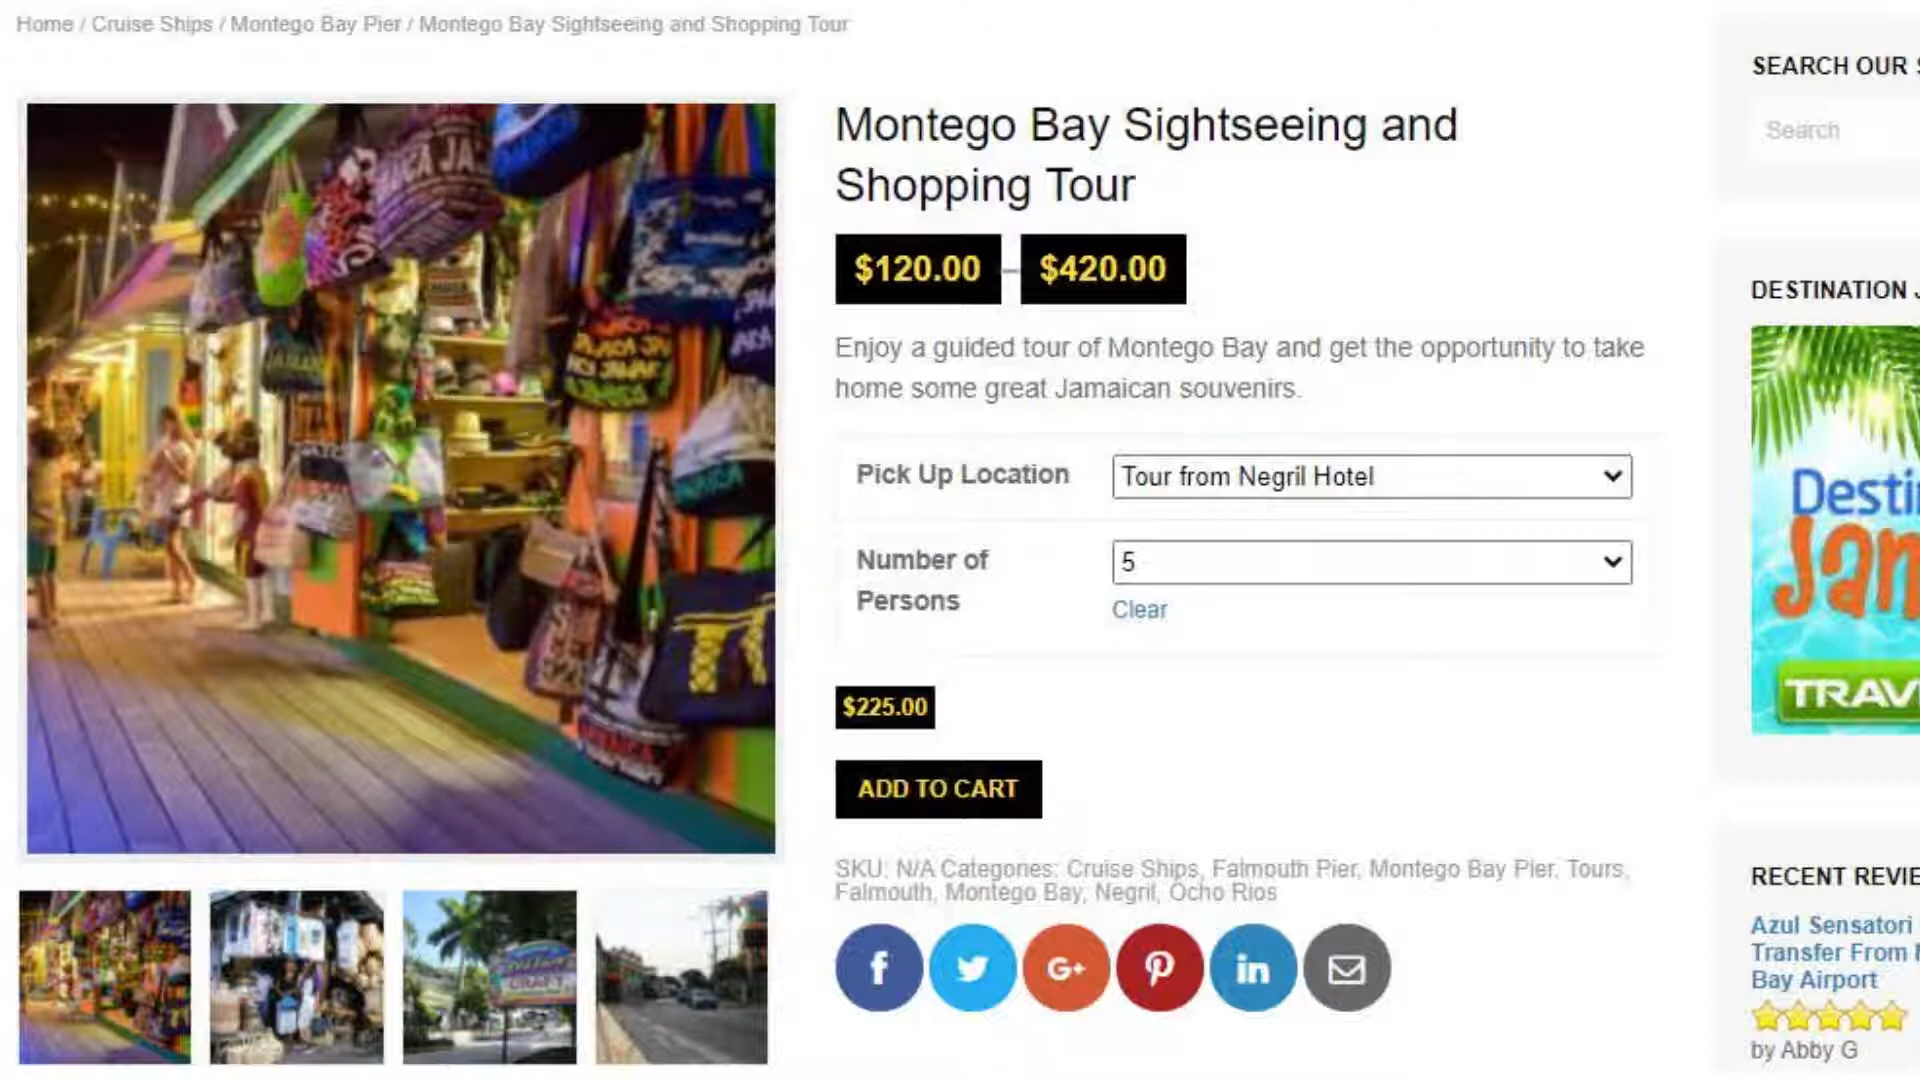 Home / Cruise Ships / Montego Bay Pier / Montego Bay Sightseeing and Shopping Tour
Montego Bay Sightseeing and
Shopping Tour
$120.00 – $420.00
Enjoy a guided tour of Montego Bay and get the opportunity to take
home some great Jamaican souvenirs.
Pick Up Location
Tour from Negril Hotel
Number of
Persons
5
Clear
$225.00
ADD TO CART
SKU: N/A Categories: Cruise Ships, Falmouth Pier, Montego Bay Pier, Tours,
Falmouth, Montego Bay, Negril, Ocho Rios
SEARCH OUR
Search
DESTINATION
RECENT
Azul Sensatori
Transfer From
Bay Airport
by Abby G